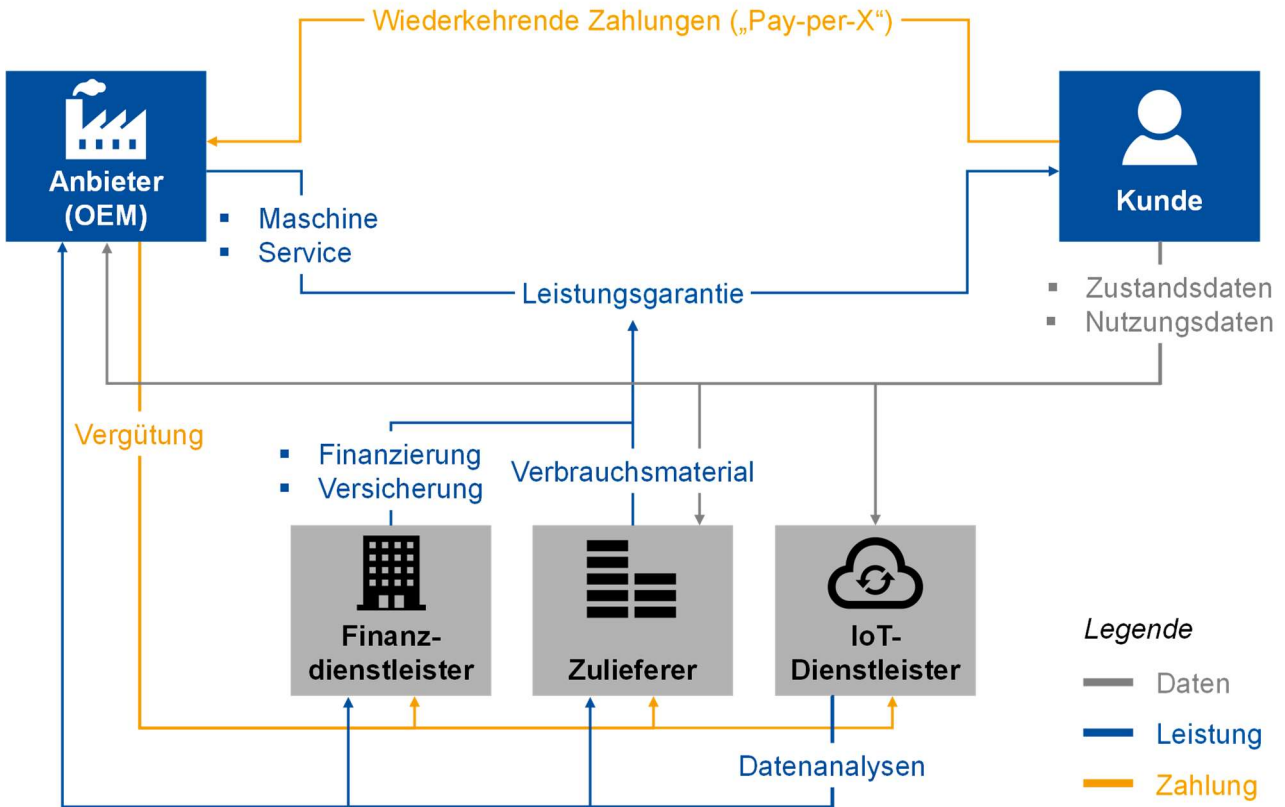 Wiederkehrende Zahlungen („Pay-per-X“)
Anbieter
(OEM)
Kunde
▪ Maschine
▪ Service
Leistungsgarantie
▪ Zustandsdaten
▪ Nutzungsdaten
Vergütung
▪ Finanzierung
▪ Versicherung
Verbrauchsmaterial
Finanz-
dienstleister
Zulieferer
IoT-
Dienstleister
Datenanalysen
Legende
Daten
Leistung
Zahlung